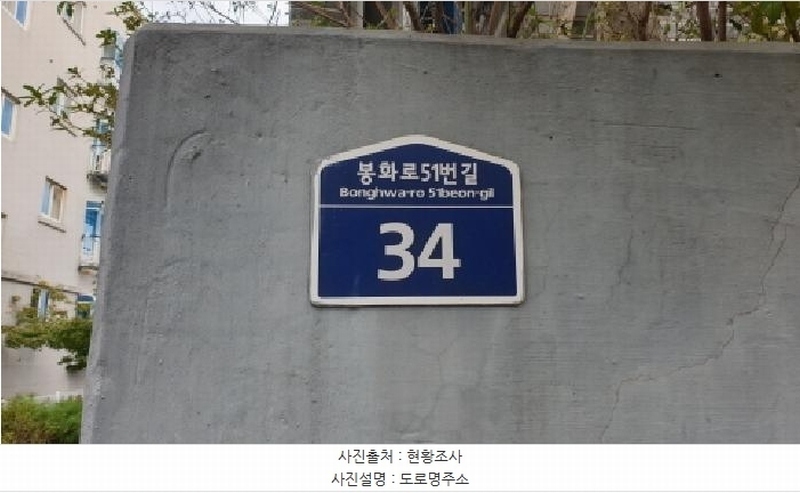 봉화로51번길
Bonghwa-ro 51beon-gil
34
사진출처 : 현황조사
사진설명 : 도로명주소